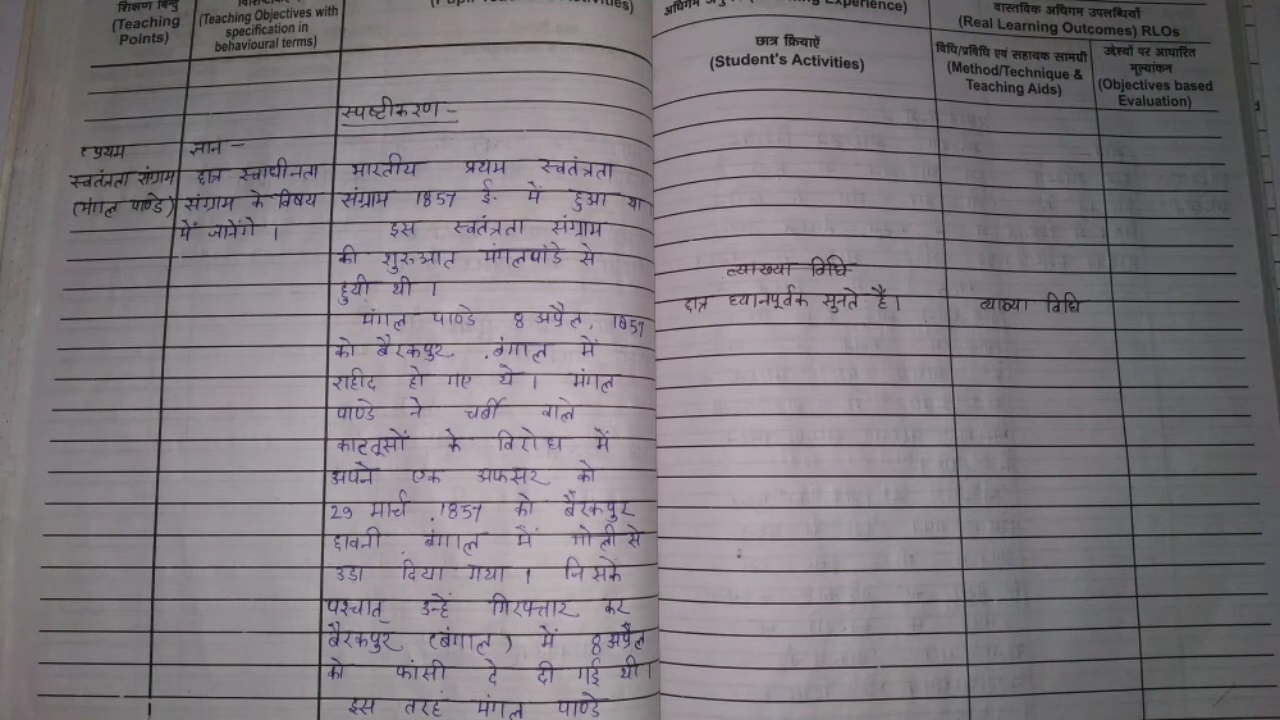 शिक्षण बिन्दु
(Teaching
Points)
(Teaching Objectives with
specification in
behavioural terms)
अधिगम
Experience)
वास्तविक अधिगम उपलब्धियाँ
(Real Learning Outcomes) RLOs
छात्र क्रियाऐं
(Student's Activities)
विधि/प्रविधि एवं सहायक सामग्री
(Method/Technique &
Teaching Aids)
उद्देश्यों पर आधारित
मूल्यांकन
(Objectives based
Evaluation)
स्पष्टीकरण -
प्रथम
स्वतंत्रता संग्राम
(मंगल पाण्डे)
ज्ञान -
छात्र स्वाधीनता
संग्राम के विषय
में जानेंगे ।
भारतीय प्रथम स्वतंत्रता
संग्राम 1857 ई. में हुआ था
इस स्वतंत्रता संग्राम
की शुरुआत मंगलपांडे से
हुयी थी ।
मंगल पाण्डे 8 अप्रैल, 1857
को बैरकपुर बंगाल में
शहीद हो गए थे । मंगल
पाण्डे ने चर्बी वाले
कारतूसों के विरोध में
अपने एक अफसर को
29 मार्च 1857 को बैरकपुर
छावनी बंगाल में गोली से
उडा दिया गया । जिसके
पश्चात् उन्हें गिरफ्तार कर
बैरकपुर (बंगाल) में 8 अप्रैल
को फांसी दे दी गई थी।
इस तरह मंगल पाण्डे
व्याख्या विधि
छात्र ध्यानपूर्वक सुनते है।
व्याख्या विधि